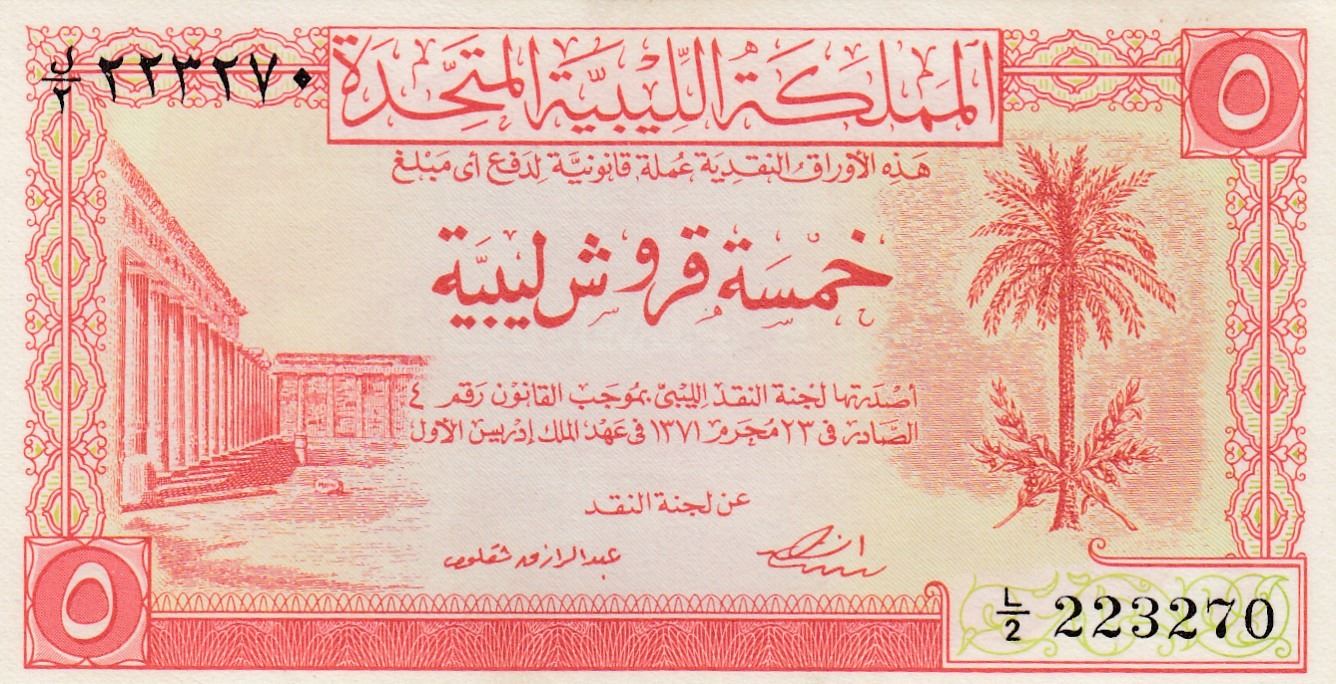 المملكة الليبية المتحدة
ل/٢ ٢٢٣٢٧٠
٥
هذه الأوراق النقدية عملة قانونية لدفع أى مبلغ
خمسة قروش ليبية
أصدرتها لجنة النقد الليبى بموجب القانون رقم ٤
الصادر فى ٢٣ محرم ١٣٧١ فى عهد الملك إدريس الأول
عن لجنة النقد
عبد الرازق شقلوف
٥
L/2 223270